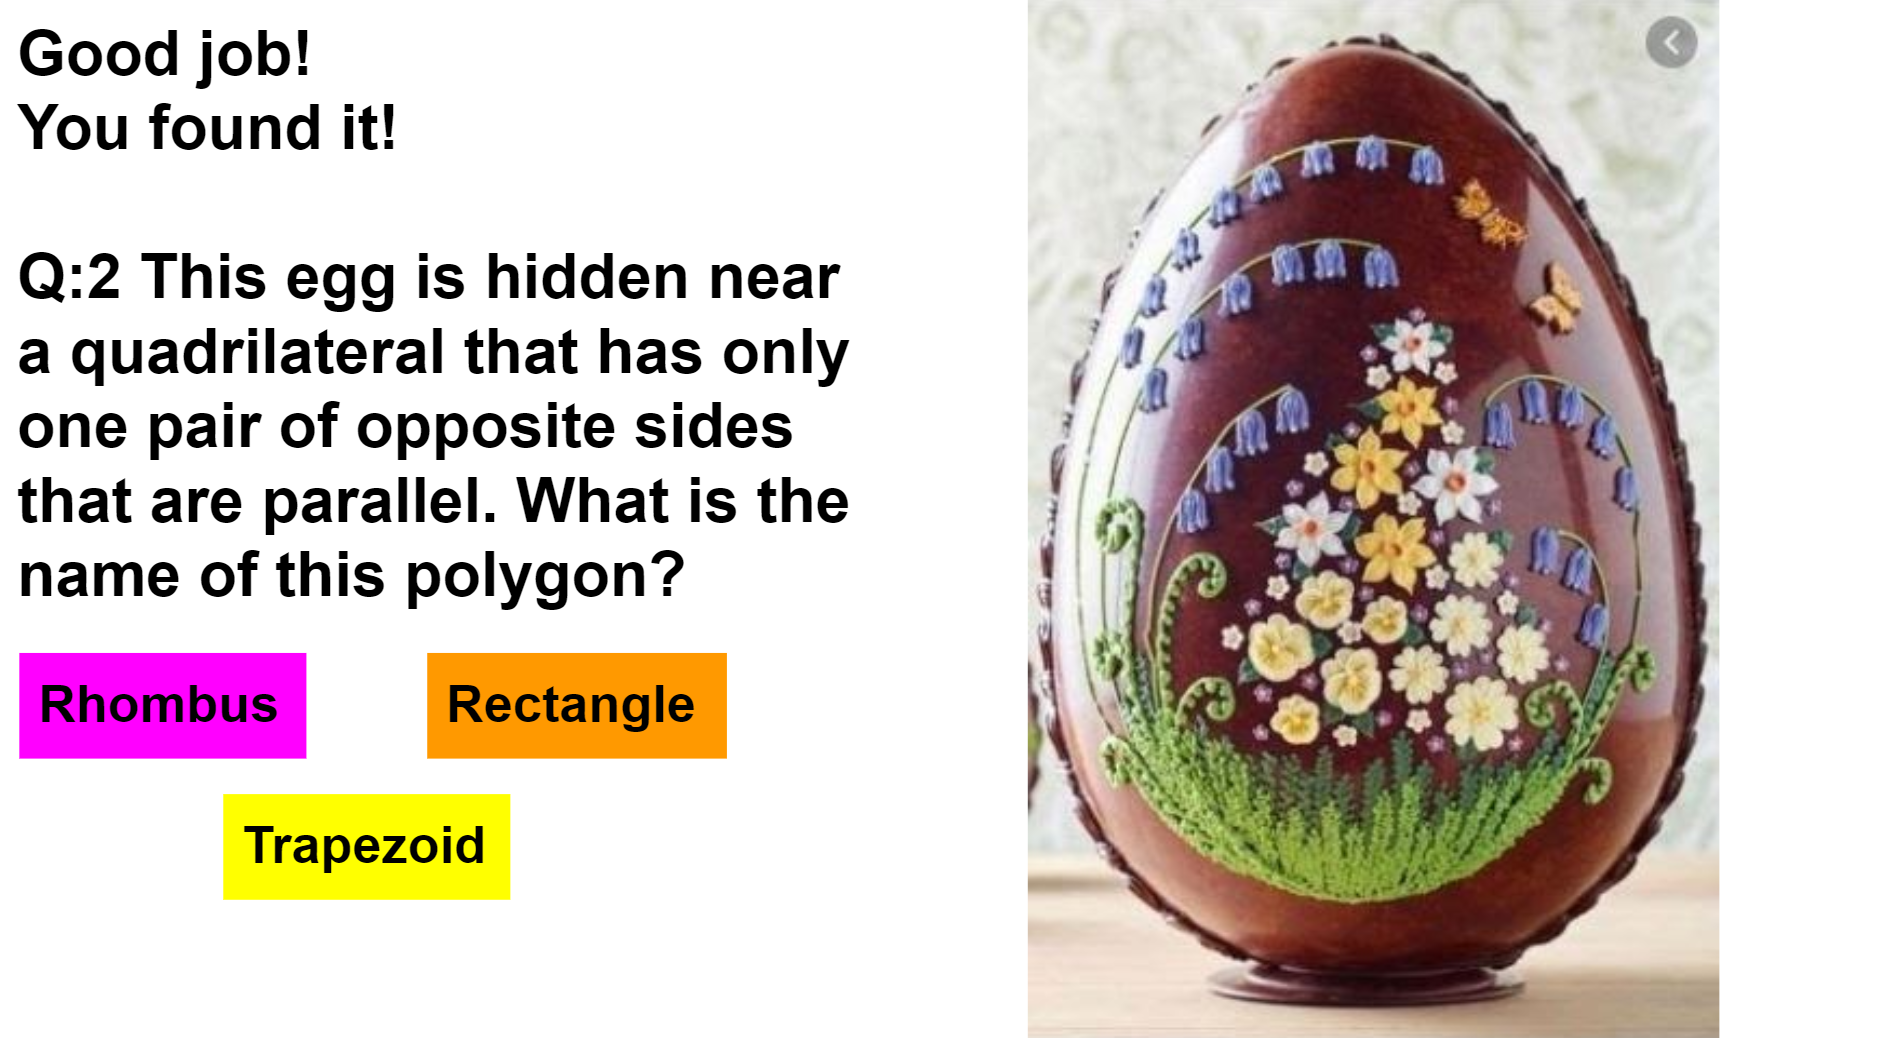 Good job!
You found it!
Q:2 This egg is hidden near
a quadrilateral that has only
one pair of opposite sides
that are parallel. What is the
name of this polygon?
Rhombus
Rectangle
Trapezoid